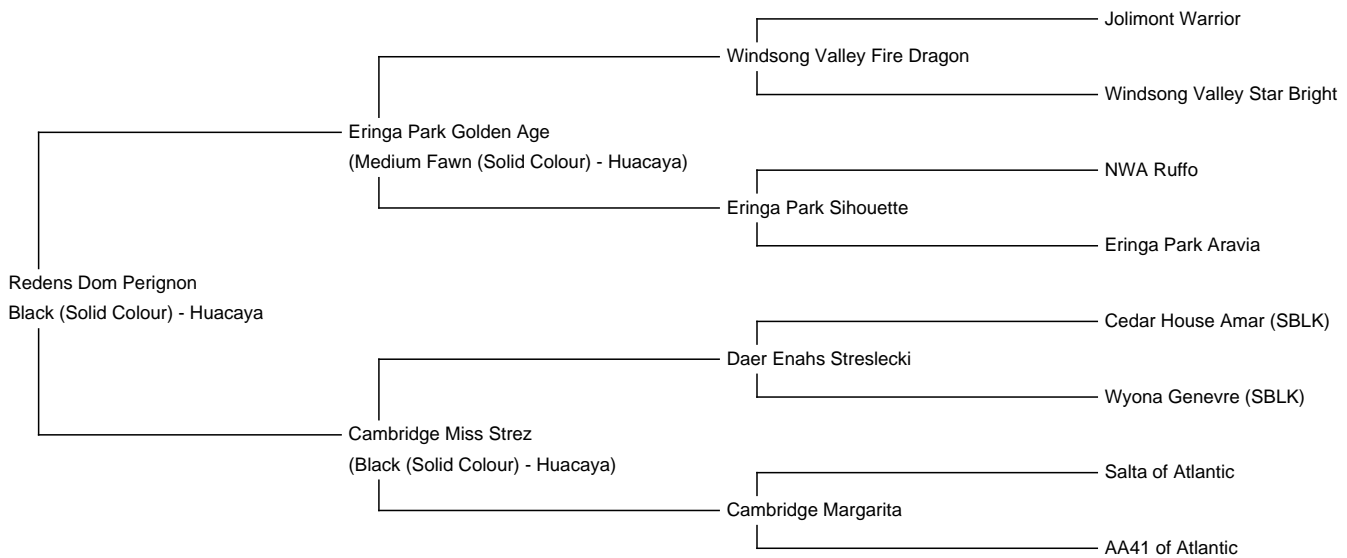 Jolimont Warrior
Windsong Valley Fire Dragon
Windsong Valley Star Bright
Eringa Park Golden Age
(Medium Fawn (Solid Colour) - Huacaya)
NWA Ruffo
Eringa Park Sihouette
Eringa Park Aravia
Redens Dom Perignon
Black (Solid Colour) - Huacaya
Cedar House Amar (SBLK)
Daer Enahs Streslecki
Wyona Genevre (SBLK)
Cambridge Miss Strez
(Black (Solid Colour) - Huacaya)
Salta of Atlantic
Cambridge Margarita
AA41 of Atlantic